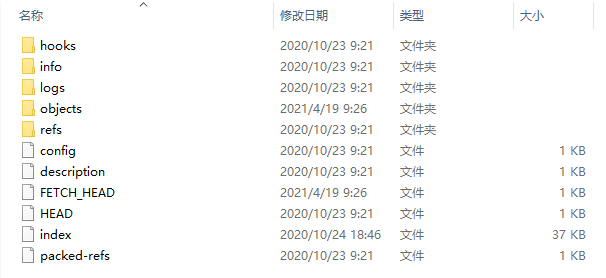 名称 修改日期 类型 大小
hooks 2020/10/23 9:21 文件夹
info 2020/10/23 9:21 文件夹
logs 2020/10/23 9:21 文件夹
objects 2021/4/19 9:26 文件夹
refs 2020/10/23 9:21 文件夹
config 2020/10/23 9:21 文件 1 KB
description 2020/10/23 9:21 文件 1 KB
FETCH_HEAD 2021/4/19 9:26 文件 1 KB
HEAD 2020/10/23 9:21 文件 1 KB
index 2020/10/24 18:46 文件 37 KB
packed-refs 2020/10/23 9:21 文件 1 KB